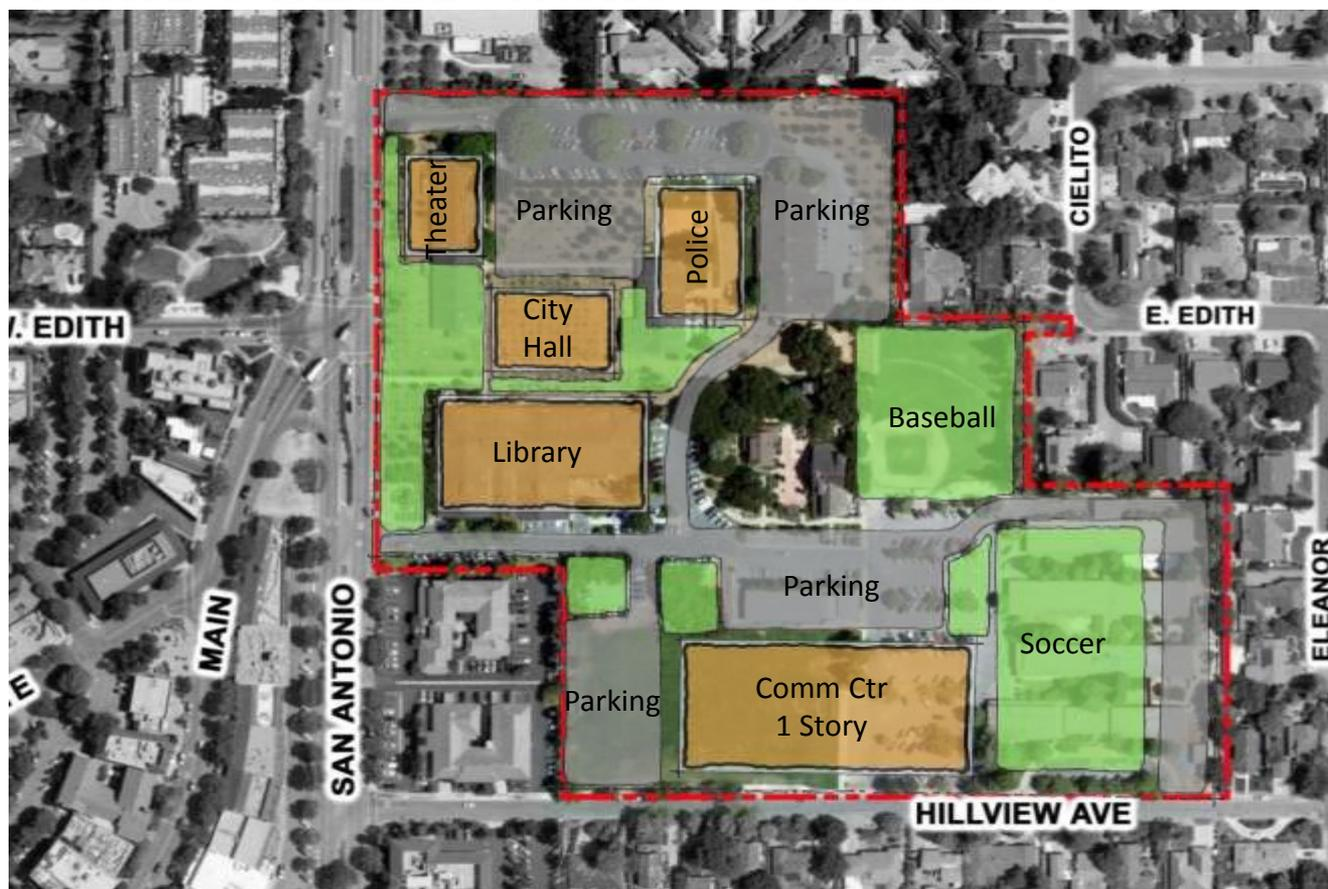 Theater
Parking
Police
Parking
CIELITO
City
Hall
E. EDITH
. EDITH
Baseball
Library
Parking
ELEANOR
MAIN
SAN ANTONIO
Soccer
Parking
Comm Ctr
1 Story
HILLVIEW AVE